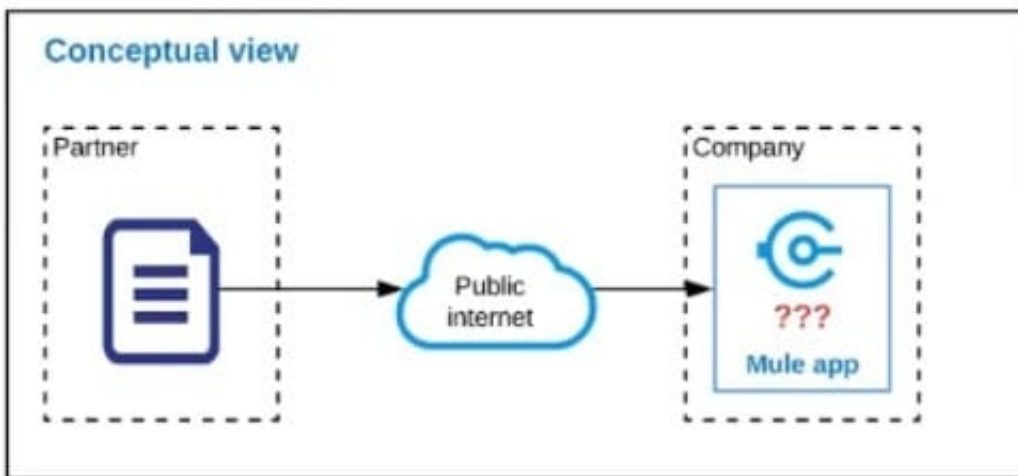 Conceptual view
Partner
Company
Public
internet
???
Mule app